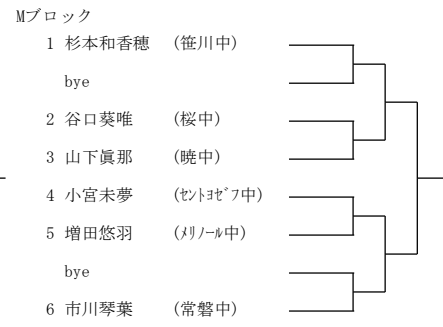 Mブロック
1 杉本和香穂 (笹川中)
bye
2 谷口葵唯 (桜中)
3 山下眞那 (暁中)
4 小宮未夢 (ｾﾝﾄﾖｾﾞﾌ中)
5 増田悠羽 (ﾒﾘﾉｰﾙ中)
bye
6 市川琴葉 (常磐中)